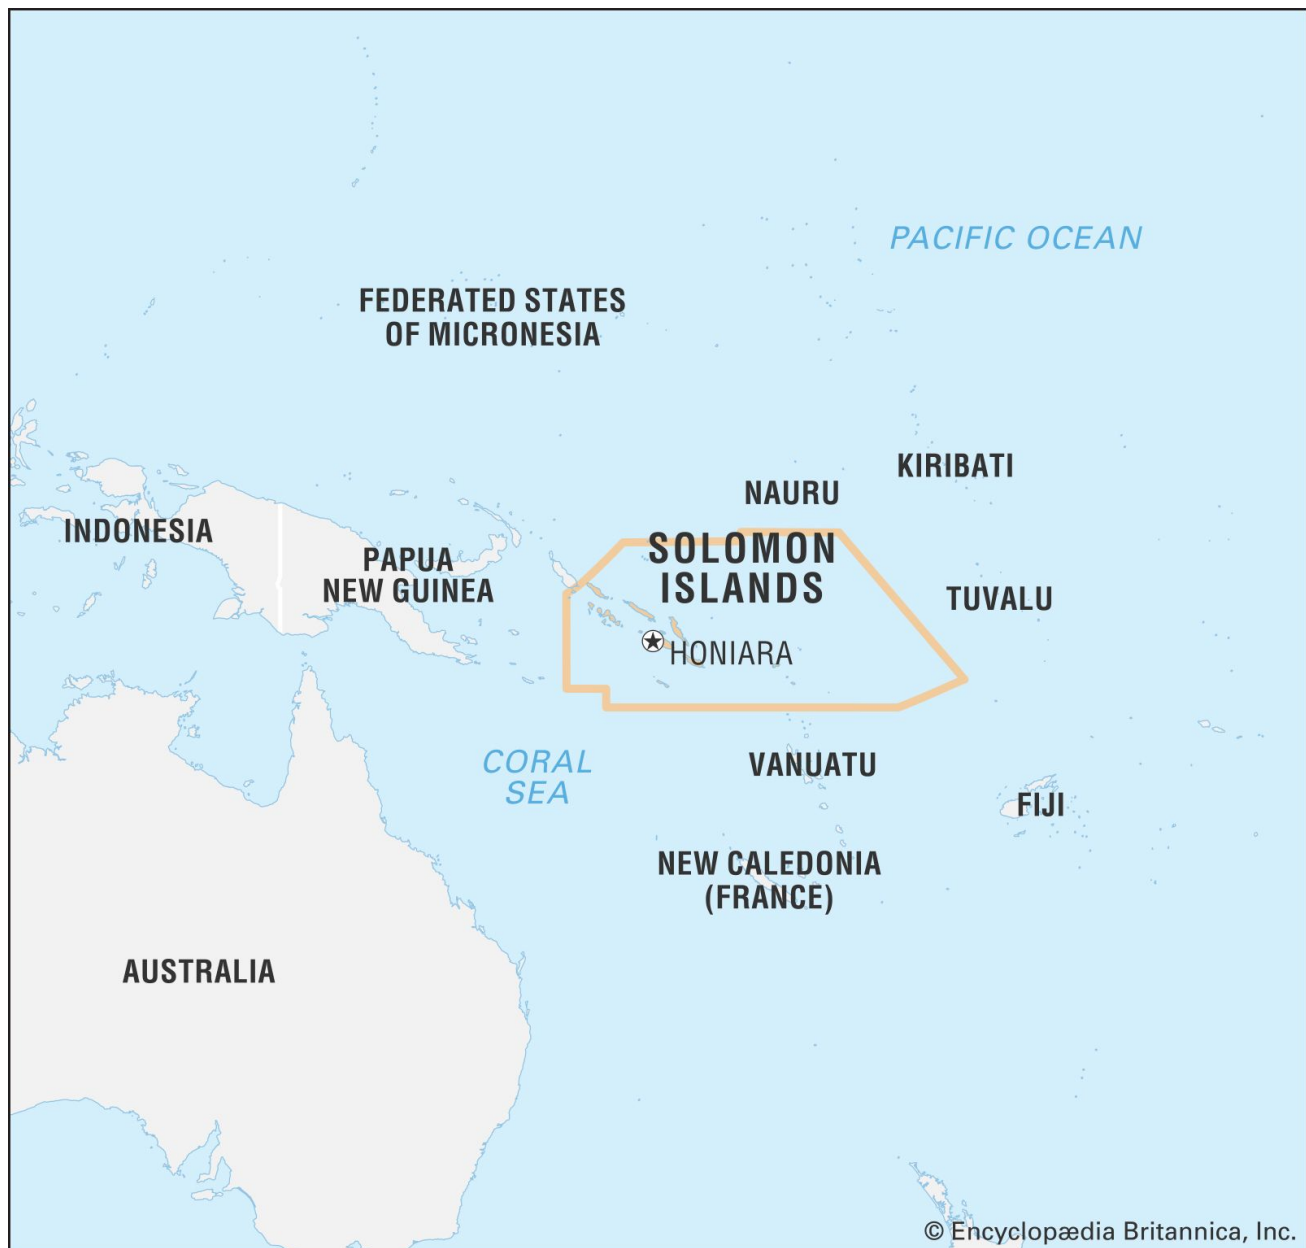 PACIFIC OCEAN
FEDERATED STATES
OF MICRONESIA
KIRIBATI
NAURU
INDONESIA
PAPUA
NEW GUINEA
SOLOMON
ISLANDS
TUVALU
HONIARA
CORAL
SEA
VANUATU
FIJI
NEW CALEDONIA
(FRANCE)
AUSTRALIA
© Encyclopædia Britannica, Inc.